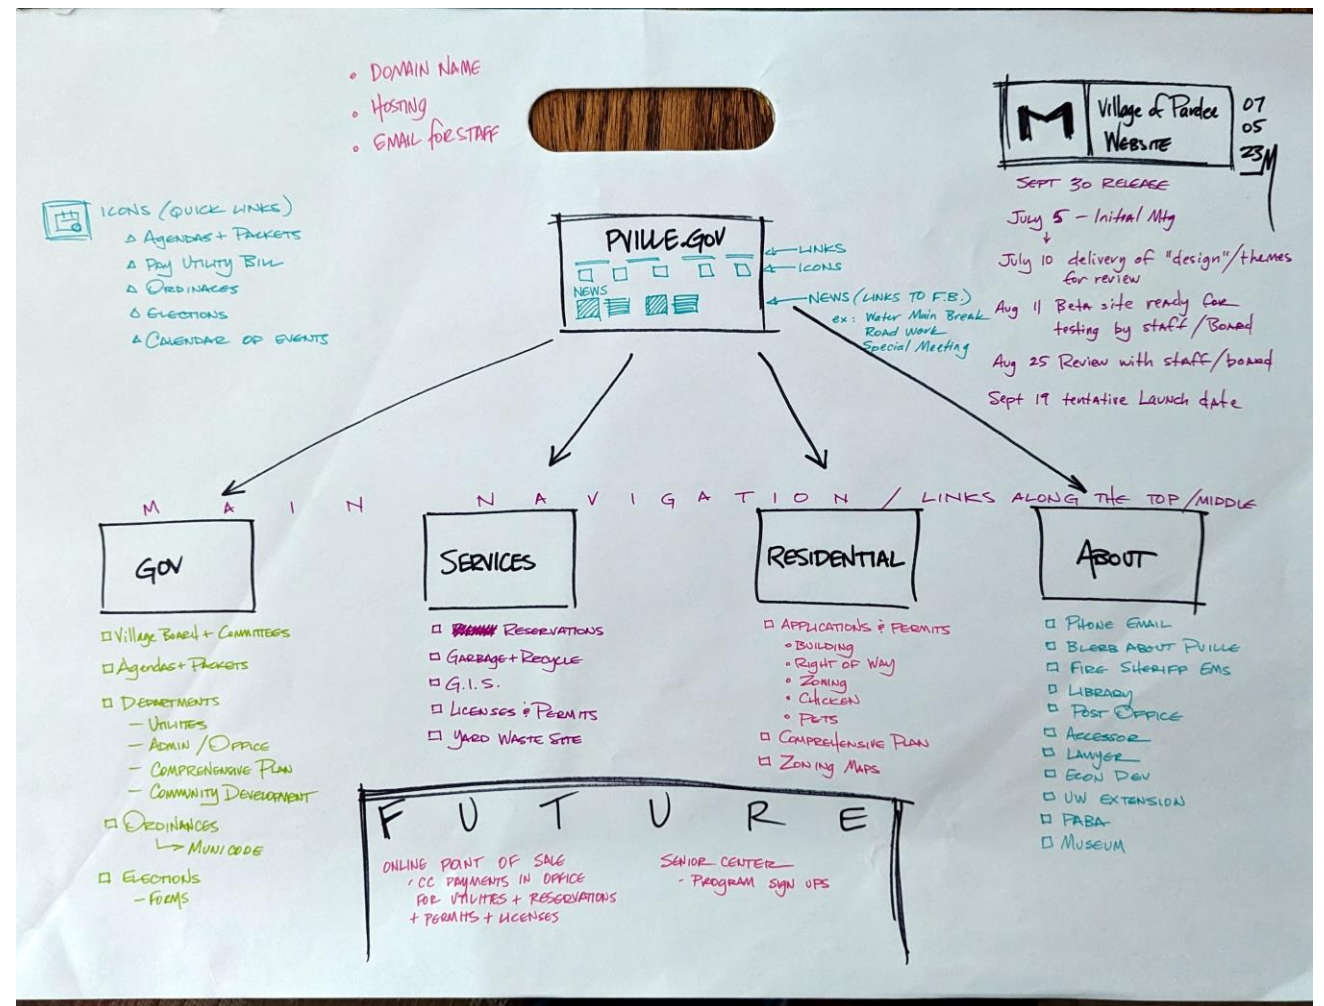 DOMAIN NAME
HOSTING
EMAIL FOR STAFF
M
Village of Pardee
WEBSITE
07
05
23
SEPT 30 RELEASE
July 5 - Initial Mtg
July 10 delivery of "design"/themes
for review
Aug 11 Beta site ready for
testing by staff/Board
Aug 25 Review with staff/board
Sept 19 tentative Launch date
ICONS (QUICK LINKS)
AGENDAS + PACKETS
PAY UTILITY BILL
ORDINACES
ELECTIONS
CALENDAR OF EVENTS
PVILLE.GOV
NEWS
LINKS
ICONS
NEWS (LINKS TO F.B.)
ex: Water Main Break
Road Work
Special Meeting
MAIN NAVIGATION / LINKS ALONG THE TOP/MIDDLE
GOV
Village Board + Committees
Agendas + Packets
DEPARTMENTS
- UTILITES
- ADMIN/OFFICE
- COMPREHENSIVE PLAN
- COMMUNITY DEVELOPMENT
ORDINANCES
MUNICODE
ELECTIONS
- FORMS
SERVICES
RESERVATIONS
GARBAGE + RECYCLE
G.I.S.
LICENSES & PERMITS
YARD WASTE SITE
RESIDENTIAL
APPLICATIONS & PERMITS
BUILDING
RIGHT OF WAY
ZONING
CHICKEN
PETS
COMPREHENSIVE PLAN
ZONING MAPS
ABOUT
PHONE EMAIL
BLERB ABOUT PVILLE
FIRE SHERIFF EMS
LIBRARY
POST OFFICE
ACCESSOR
LAWYER
ECON DEV
UW EXTENSION
PABA
MUSEUM
FUTURE
ONLINE POINT OF SALE
CC PAYMENTS IN OFFICE
FOR UTILITIES + RESERVATIONS
+ PERMITS + LICENSES
SENIOR CENTER
- PROGRAM SIGN UPS